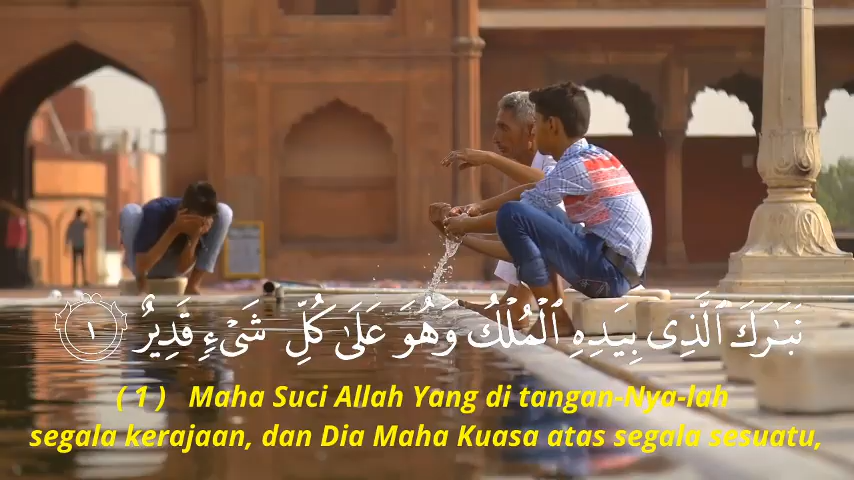 تَبَـٰرَكَ ٱلَّذِى بِيَدِهِ ٱلْمُلْكُ وَهُوَ عَلَىٰ كُلِّ شَىْءٍ قَدِيرٌ ١
( 1 ) Maha Suci Allah Yang di tangan-Nya-lah
segala kerajaan, dan Dia Maha Kuasa atas segala sesuatu,